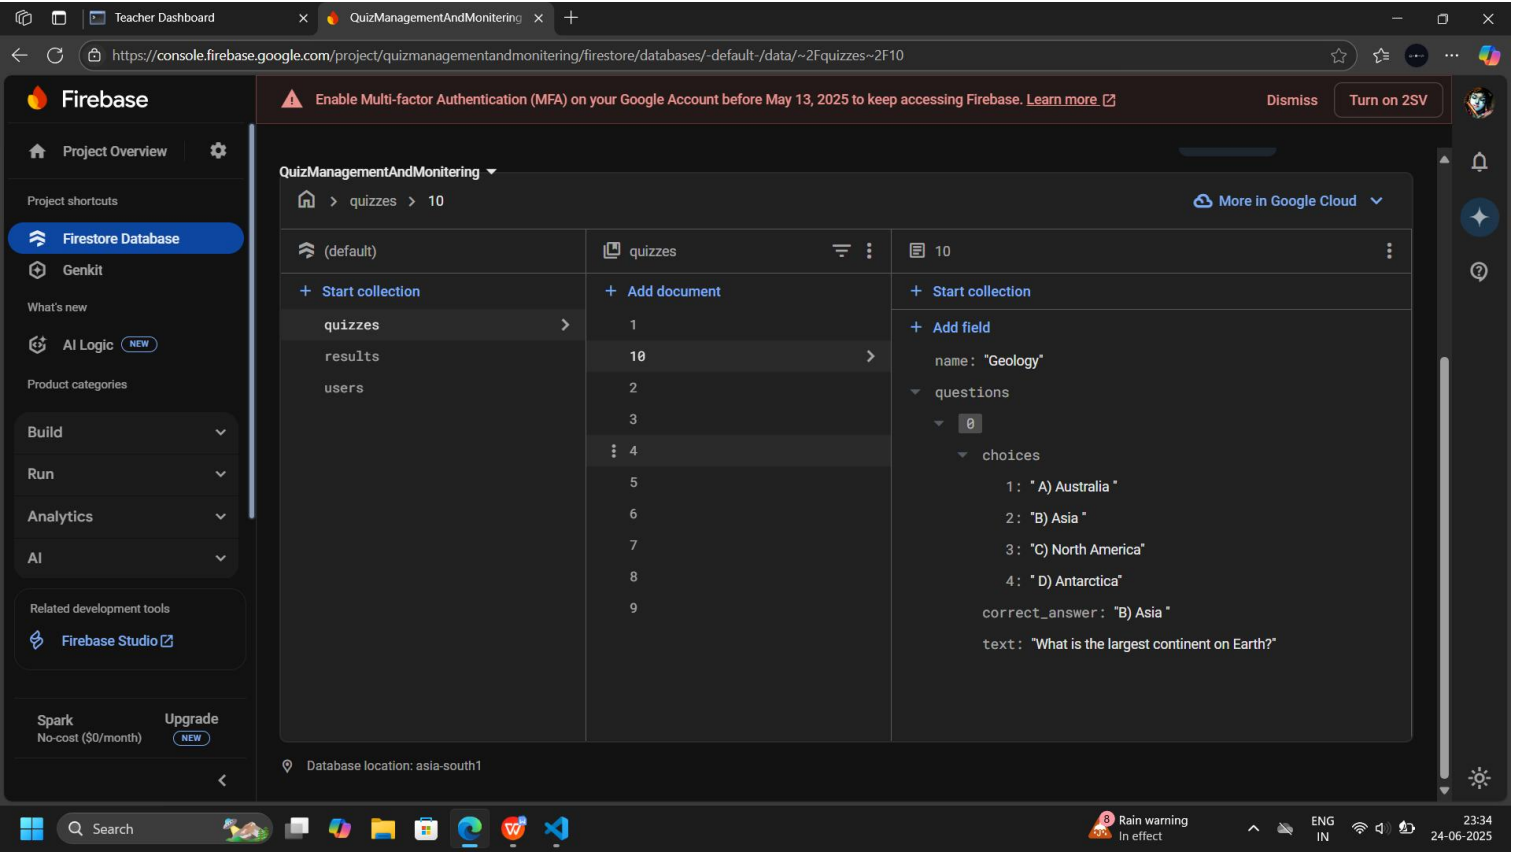 Teacher Dashboard
QuizManagementAndMonitering
https://console.firebase.google.com/project/quizmanagementandmonitering/firestore/databases/-default-/data/~2Fquizzes~2F10
Firebase
Enable Multi-factor Authentication (MFA) on your Google Account before May 13, 2025 to keep accessing Firebase. Learn more
Dismiss
Turn on 2SV
Project Overview
Project shortcuts
Firestore Database
Genkit
What's new
AI Logic NEW
Product categories
Build
Run
Analytics
AI
Related development tools
Firebase Studio
Spark
No-cost ($0/month)
Upgrade
NEW
QuizManagementAndMonitering
quizzes > 10
More in Google Cloud
(default)
+ Start collection
quizzes
results
users
quizzes
+ Add document
1
10
2
3
4
5
6
7
8
9
10
+ Start collection
+ Add field
name: "Geology"
questions
0
choices
1: " A) Australia "
2: "B) Asia "
3: "C) North America"
4: " D) Antarctica"
correct_answer: "B) Asia "
text: "What is the largest continent on Earth?"
Database location: asia-south1
Search
8
Rain warning
In effect
ENG
IN
23:34
24-06-2025